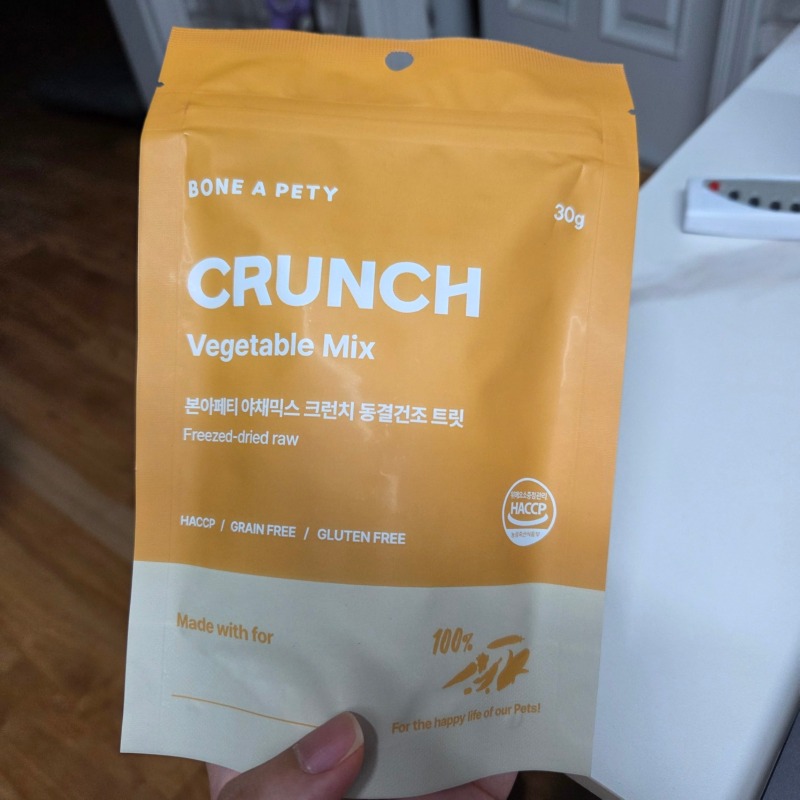 BONE A PETY
30g
CRUNCH
Vegetable Mix
본아페티 야채믹스 크런치 동결건조 트릿
Freezed-dried raw
HACCP
HACCP / GRAIN FREE / GLUTEN FREE
Made with for
100%
For the happy life of our Pets!